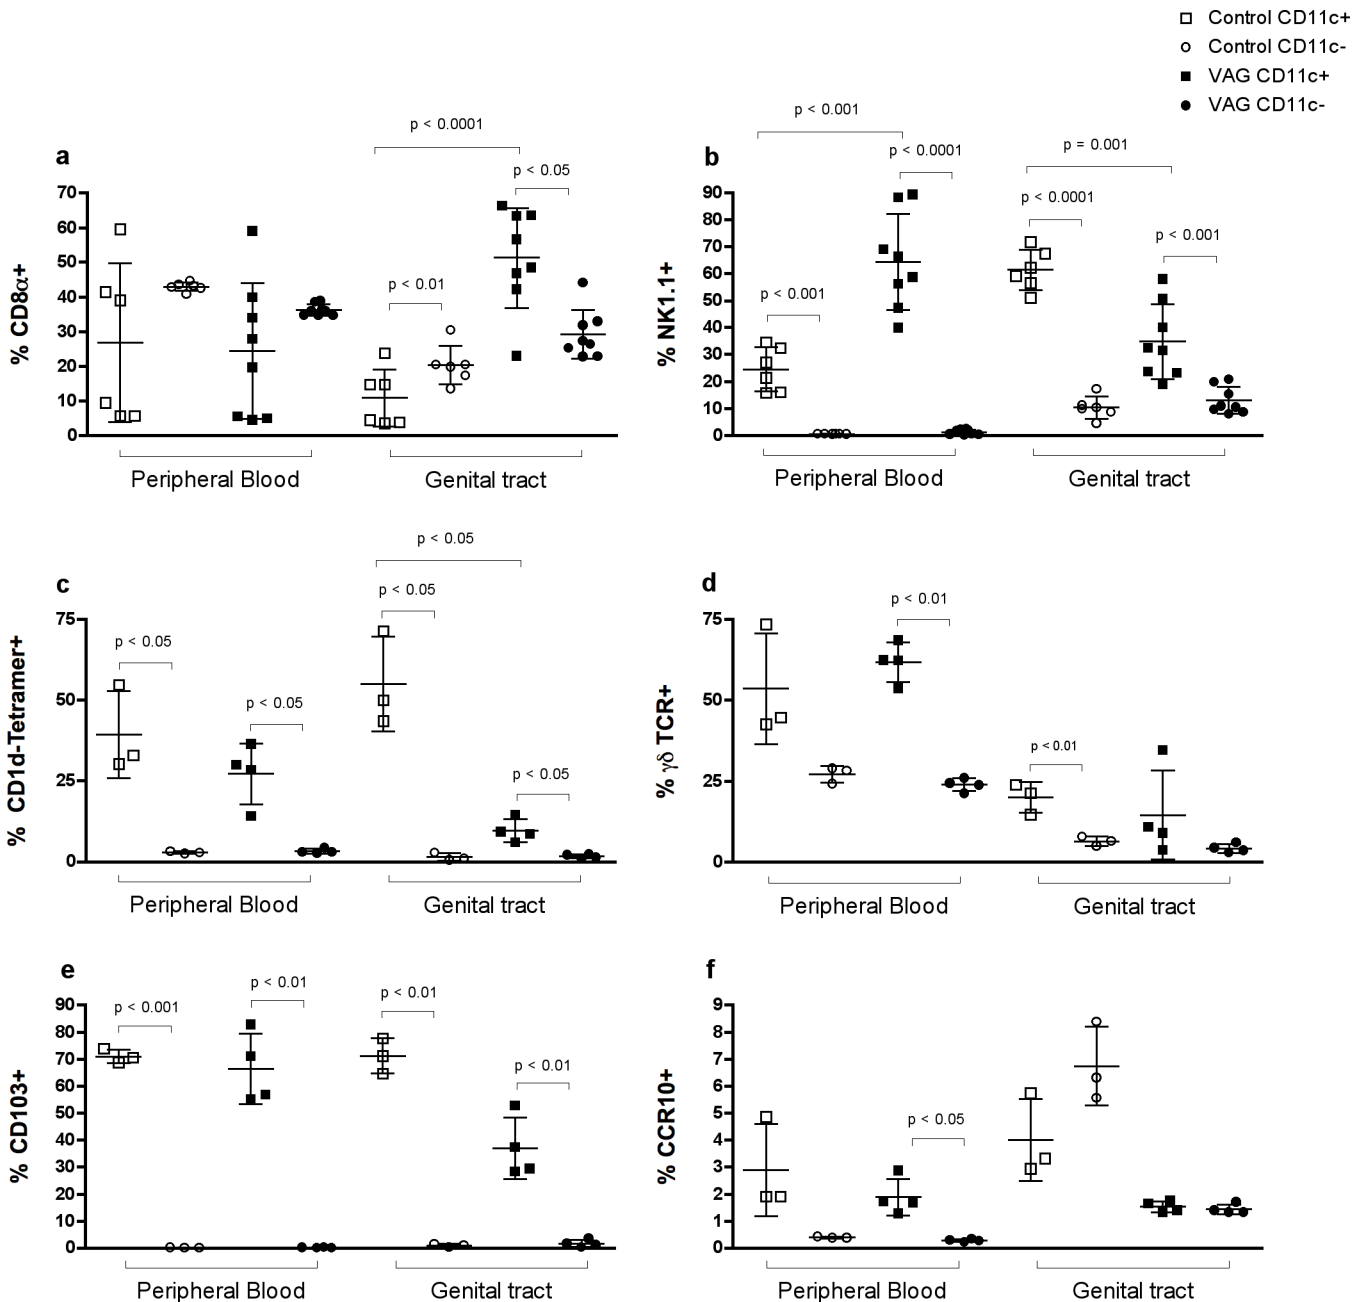 Control CD11c+
Control CD11c-
VAG CD11c+
VAG CD11c-
a
p < 0.0001
p < 0.05
p < 0.01
% CD8α+
70
60
50
40
30
20
10
0
Peripheral Blood
Genital tract
b
p < 0.001
p < 0.0001
p = 0.001
p < 0.0001
p < 0.001
p < 0.001
% NK1.1+
90
80
70
60
50
40
30
20
10
0
Peripheral Blood
Genital tract
c
p < 0.05
p < 0.05
p < 0.05
p < 0.05
p < 0.05
% CD1d-Tetramer+
75
50
25
0
Peripheral Blood
Genital tract
d
p < 0.01
p < 0.01
% γδ TCR+
75
50
25
0
Peripheral Blood
Genital tract
e
p < 0.001
p < 0.01
p < 0.01
p < 0.01
% CD103+
90
80
70
60
50
40
30
20
10
0
Peripheral Blood
Genital tract
f
p < 0.05
% CCR10+
9
8
7
6
5
4
3
2
1
0
Peripheral Blood
Genital tract